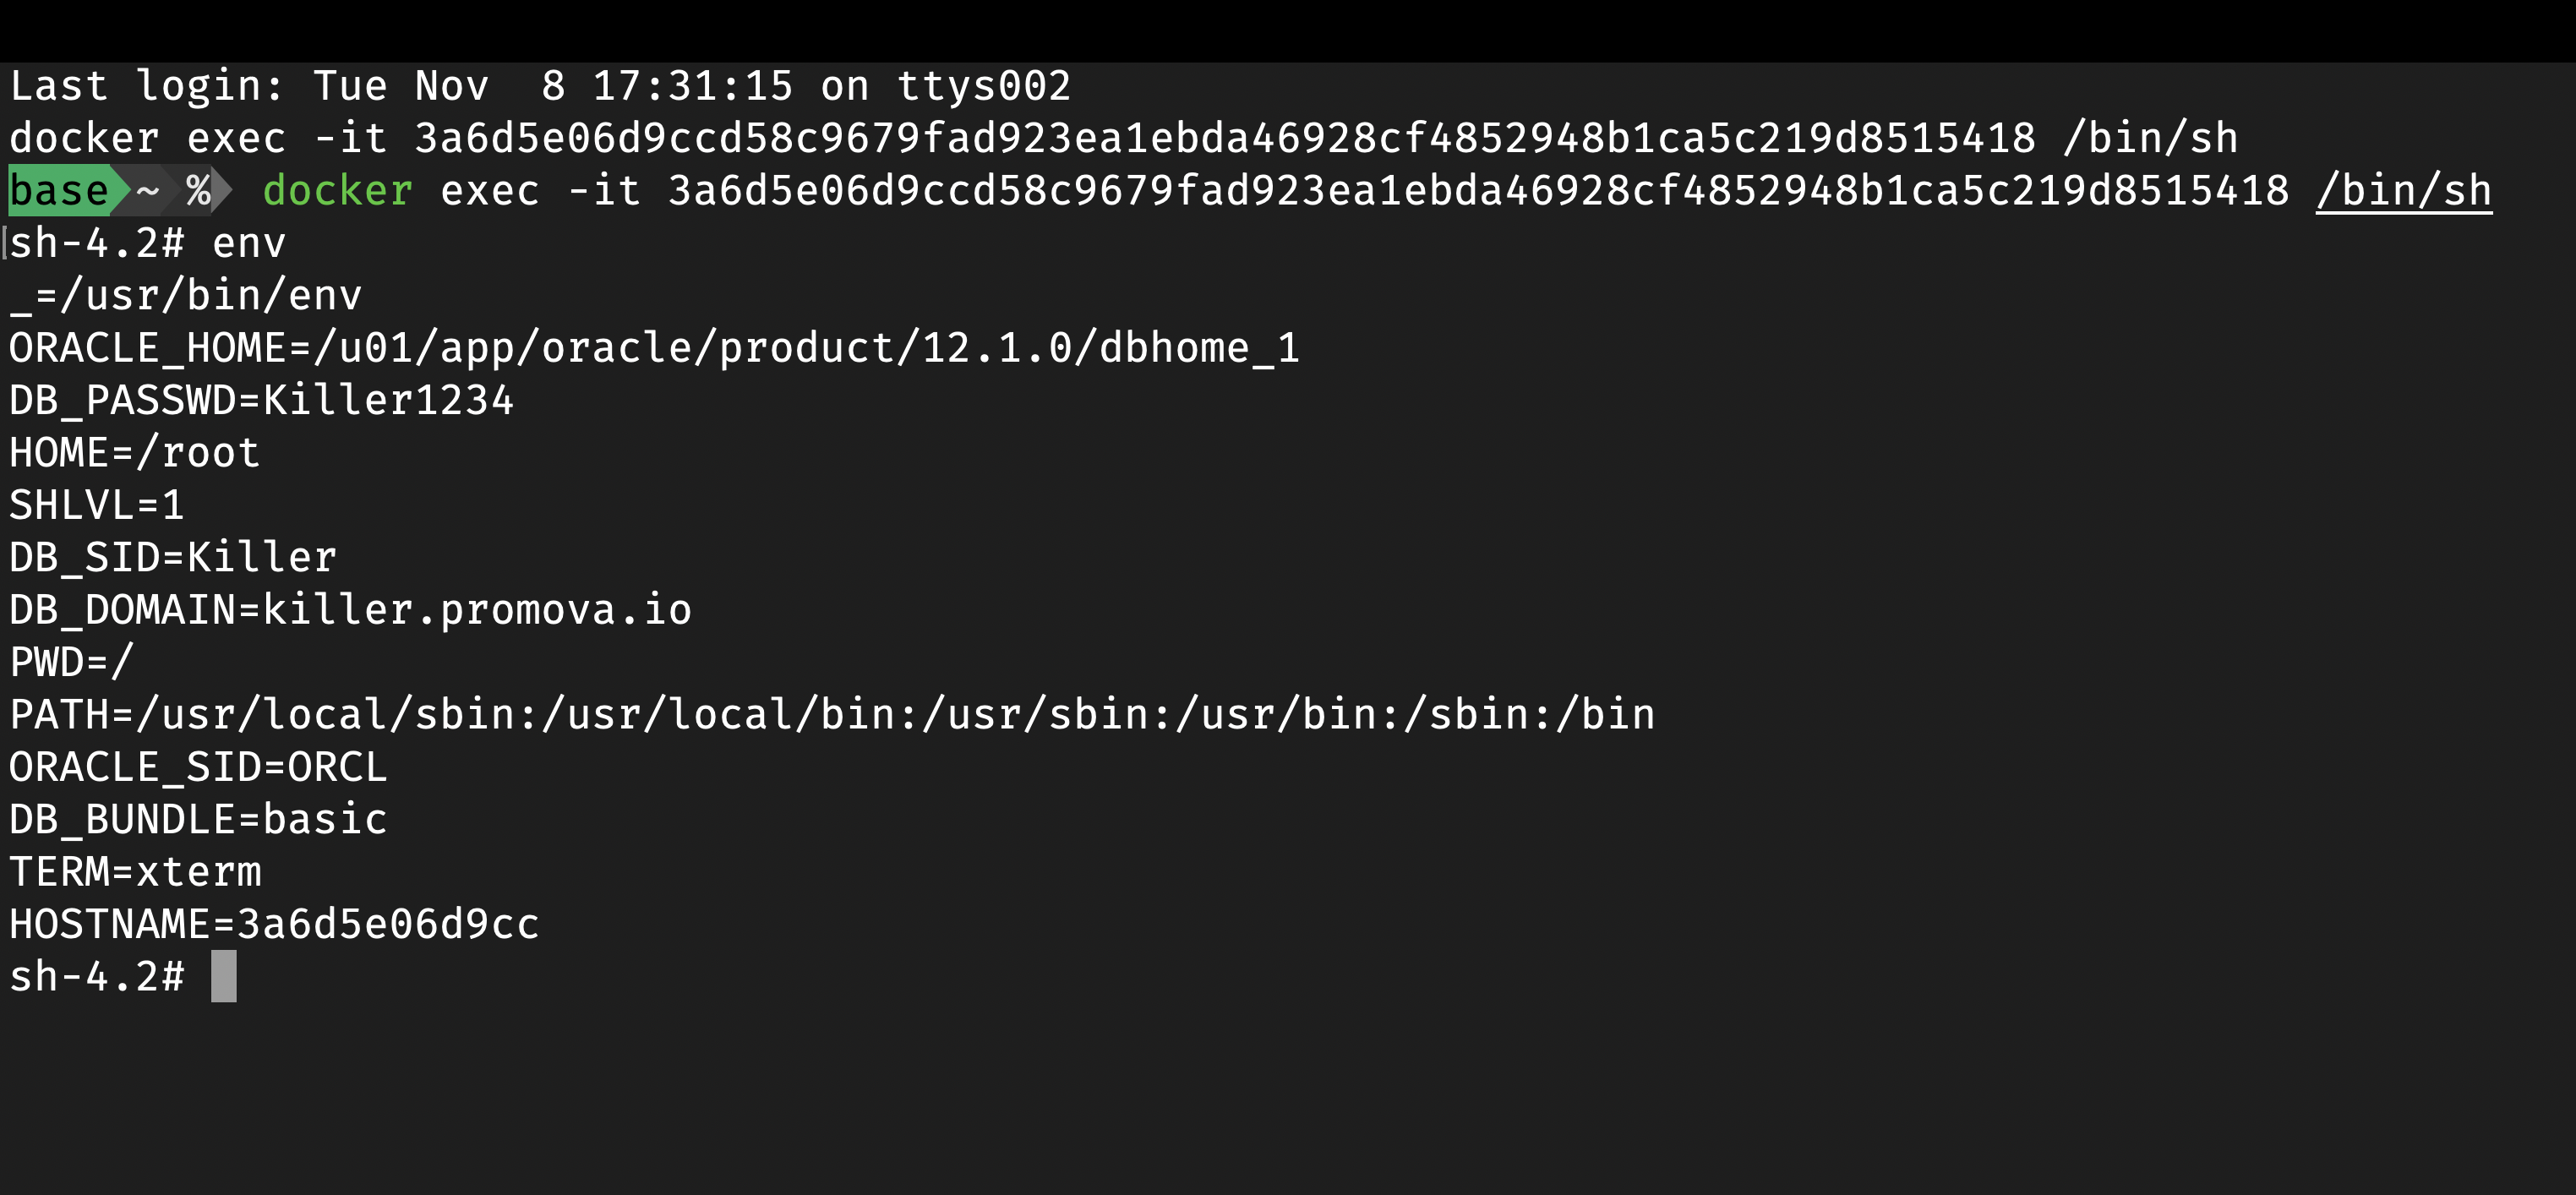 Last login: Tue Nov  8 17:31:15 on ttys002
docker exec -it 3a6d5e06d9ccd58c9679fad923ea1ebda46928cf4852948b1ca5c219d8515418 /bin/sh
base ~ % docker exec -it 3a6d5e06d9ccd58c9679fad923ea1ebda46928cf4852948b1ca5c219d8515418 /bin/sh
sh-4.2# env
_=/usr/bin/env
ORACLE_HOME=/u01/app/oracle/product/12.1.0/dbhome_1
DB_PASSWD=Killer1234
HOME=/root
SHLVL=1
DB_SID=Killer
DB_DOMAIN=killer.promova.io
PWD=/
PATH=/usr/local/sbin:/usr/local/bin:/usr/sbin:/usr/bin:/sbin:/bin
ORACLE_SID=ORCL
DB_BUNDLE=basic
TERM=xterm
HOSTNAME=3a6d5e06d9cc
sh-4.2#